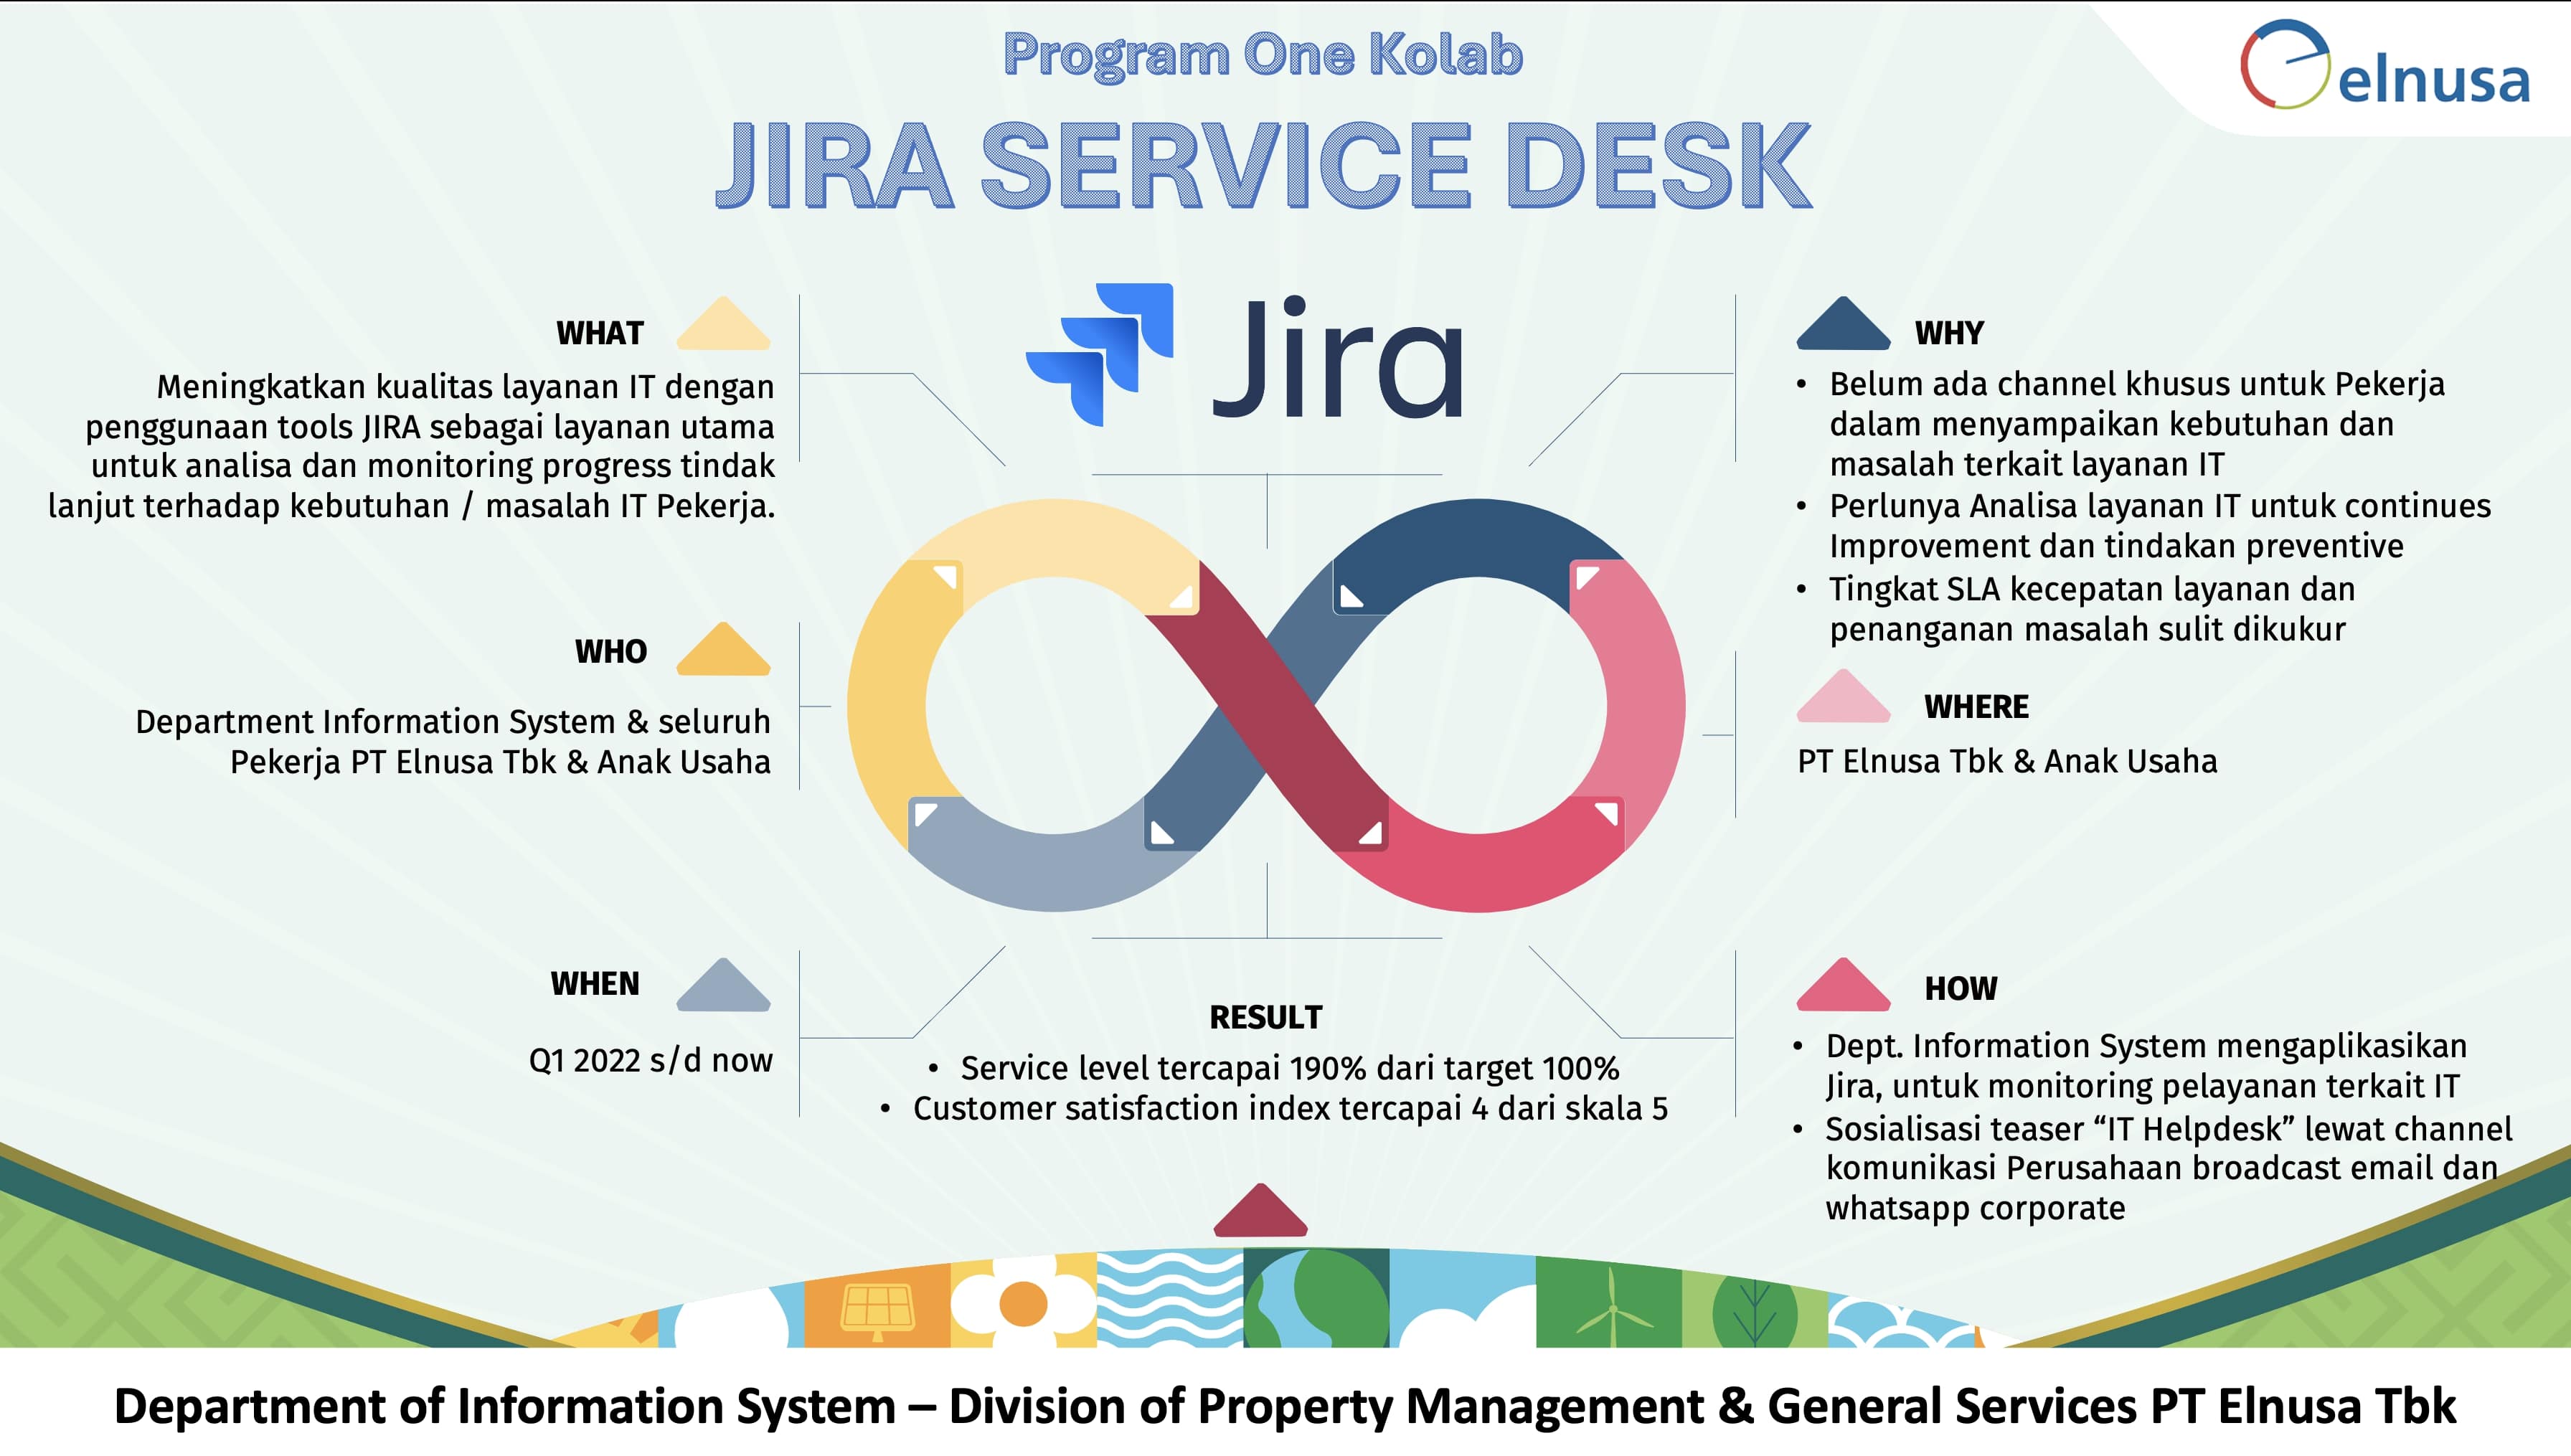 Program One Kolab
elnusa
JIRA SERVICE DESK
Jira
WHAT
Meningkatkan kualitas layanan IT dengan
penggunaan tools JIRA sebagai layanan utama
untuk analisa dan monitoring progress tindak
lanjut terhadap kebutuhan / masalah IT Pekerja.
WHO
Department Information System & seluruh
Pekerja PT Elnusa Tbk & Anak Usaha
WHEN
Q1 2022 s/d now
WHY
• Belum ada channel khusus untuk Pekerja
dalam menyampaikan kebutuhan dan
masalah terkait layanan IT
• Perlunya Analisa layanan IT untuk continues
Improvement dan tindakan preventive
• Tingkat SLA kecepatan layanan dan
penanganan masalah sulit dikukur
WHERE
PT Elnusa Tbk & Anak Usaha
HOW
• Dept. Information System mengaplikasikan
Jira, untuk monitoring pelayanan terkait IT
• Sosialisasi teaser “IT Helpdesk” lewat channel
komunikasi Perusahaan broadcast email dan
whatsapp corporate
RESULT
• Service level tercapai 190% dari target 100%
• Customer satisfaction index tercapai 4 dari skala 5
Department of Information System – Division of Property Management & General Services PT Elnusa Tbk